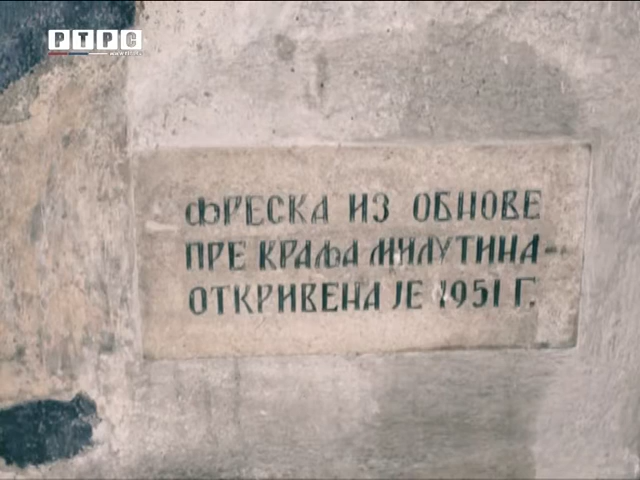 РТРС
ФРЕСКА ИЗ ОБНОВЕ
ПРЕ КРАЉА МИЛУТИНА-
ОТКРИВЕНА ЈЕ 1951 Г.